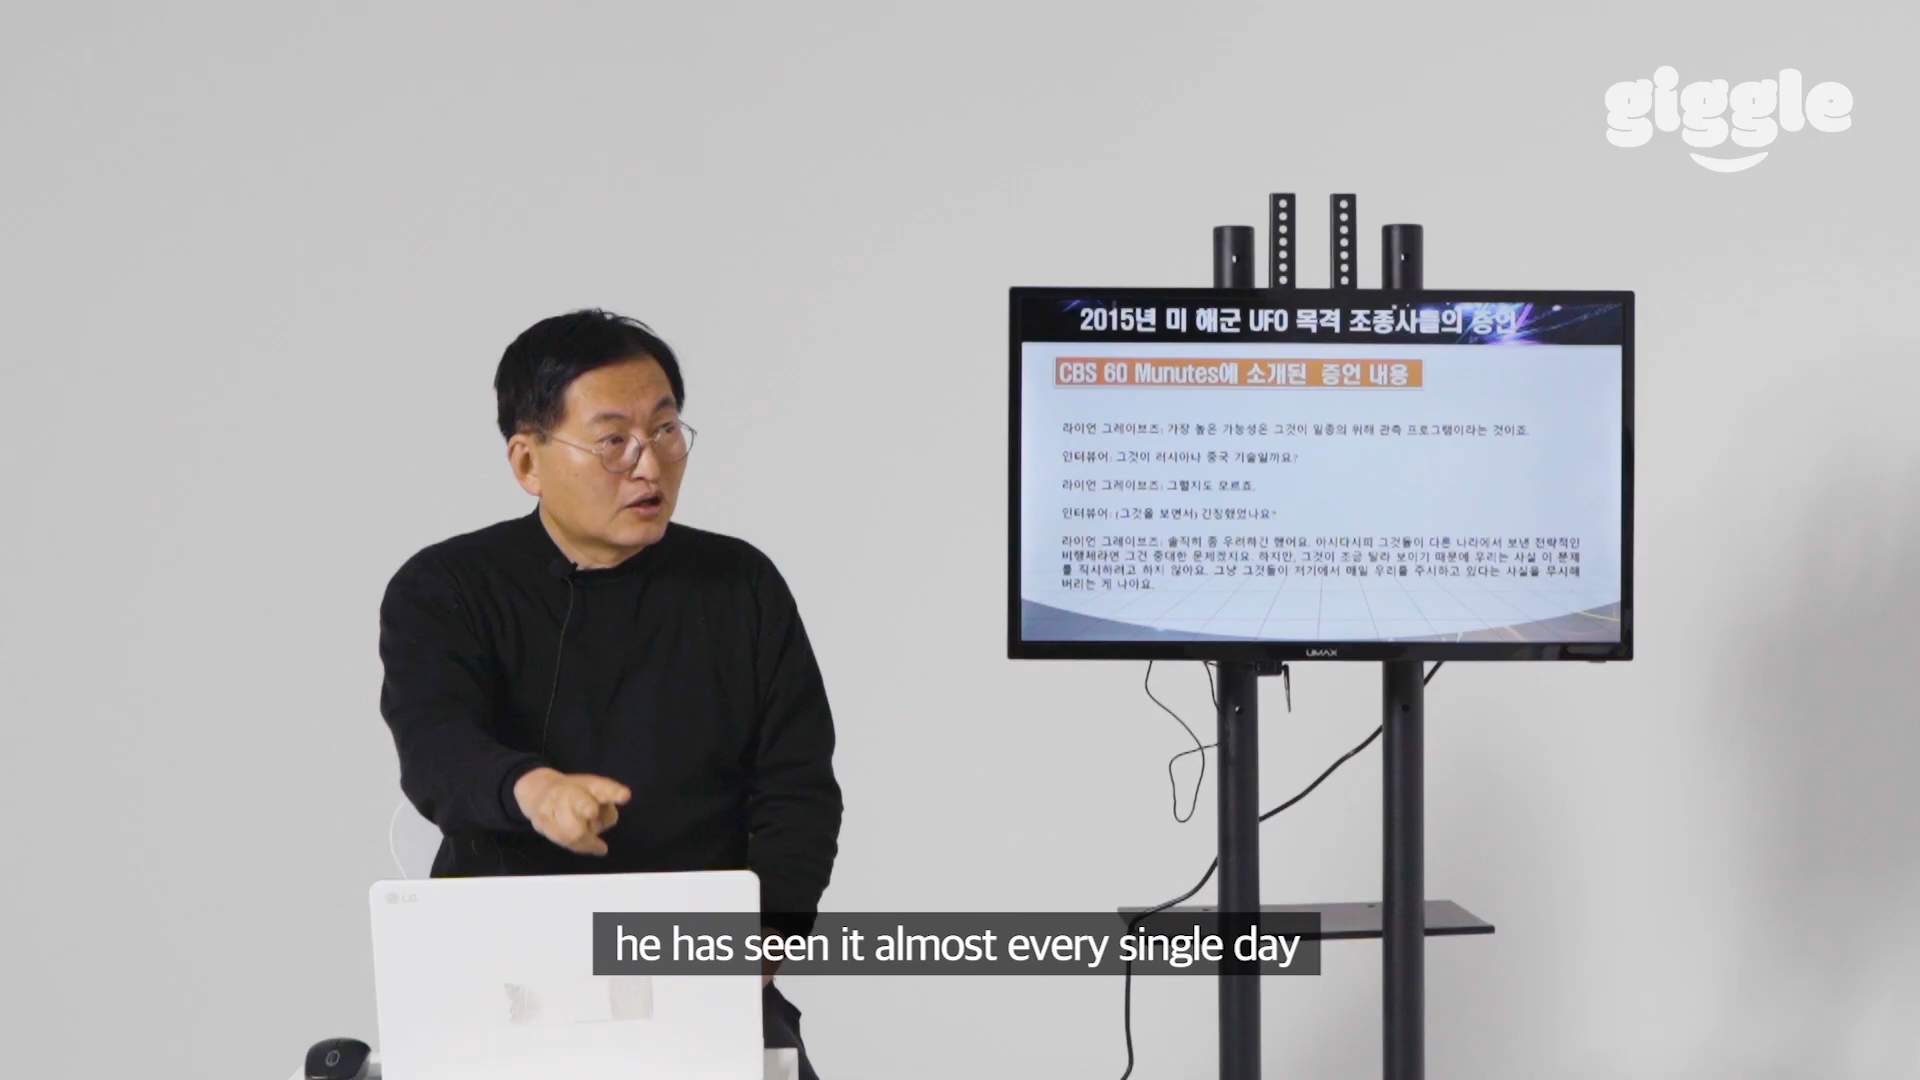 giggle
2015년 미 해군 UFO 목격 조종사들의 증언
CBS 60 Munutes에 소개된 증언 내용
라이언 그레이브즈: 가장 높은 가능성은 그것이 일종의 위해 관측 프로그램이라는 것이죠.
인터뷰어: 그것이 러시아나 중국 기술일까요?
라이언 그레이브즈: 그럴지도 모르죠.
인터뷰어: (그것을 보면서) 긴장했었나요?
라이언 그레이브즈: 솔직히 좀 우려하긴 했어요. 아시다시피 그것들이 다른 나라에서 보낸 전략적인
비행체라면 그건 중대한 문제겠지요. 하지만, 그것이 조금 달라 보이기 때문에 우리는 사실 이 문제
를 직시하려고 하지 않아요. 그냥 그것들이 저기에서 매일 우리를 주시하고 있다는 사실을 무시해
버리는 게 나아요.
UMAX
LG
he has seen it almost every single day